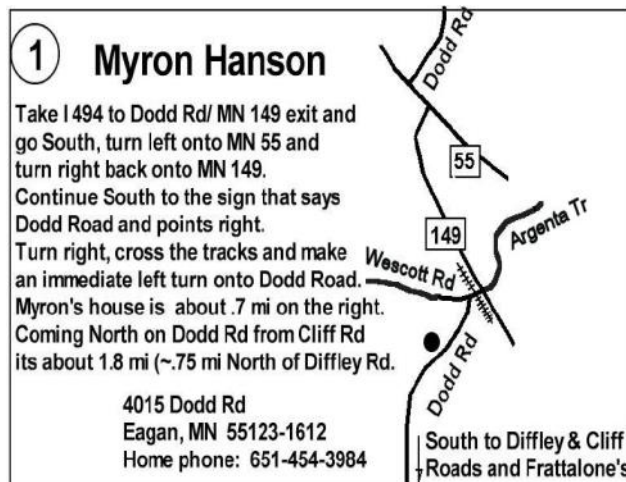 1 Myron Hanson
Take I 494 to Dodd Rd/ MN 149 exit and
go South, turn left onto MN 55 and
turn right back onto MN 149.
Continue South to the sign that says
Dodd Road and points right.
Turn right, cross the tracks and make
an immediate left turn onto Dodd Road.
Myron's house is about .7 mi on the right.
Coming North on Dodd Rd from Cliff Rd
its about 1.8 mi (~.75 mi North of Diffley Rd.
4015 Dodd Rd
Eagan, MN 55123-1612
Home phone: 651-454-3984
Dodd Rd
55
149
Argenta Tr
Wescott Rd
Dodd Rd
South to Diffley & Cliff
Roads and Frattalone's